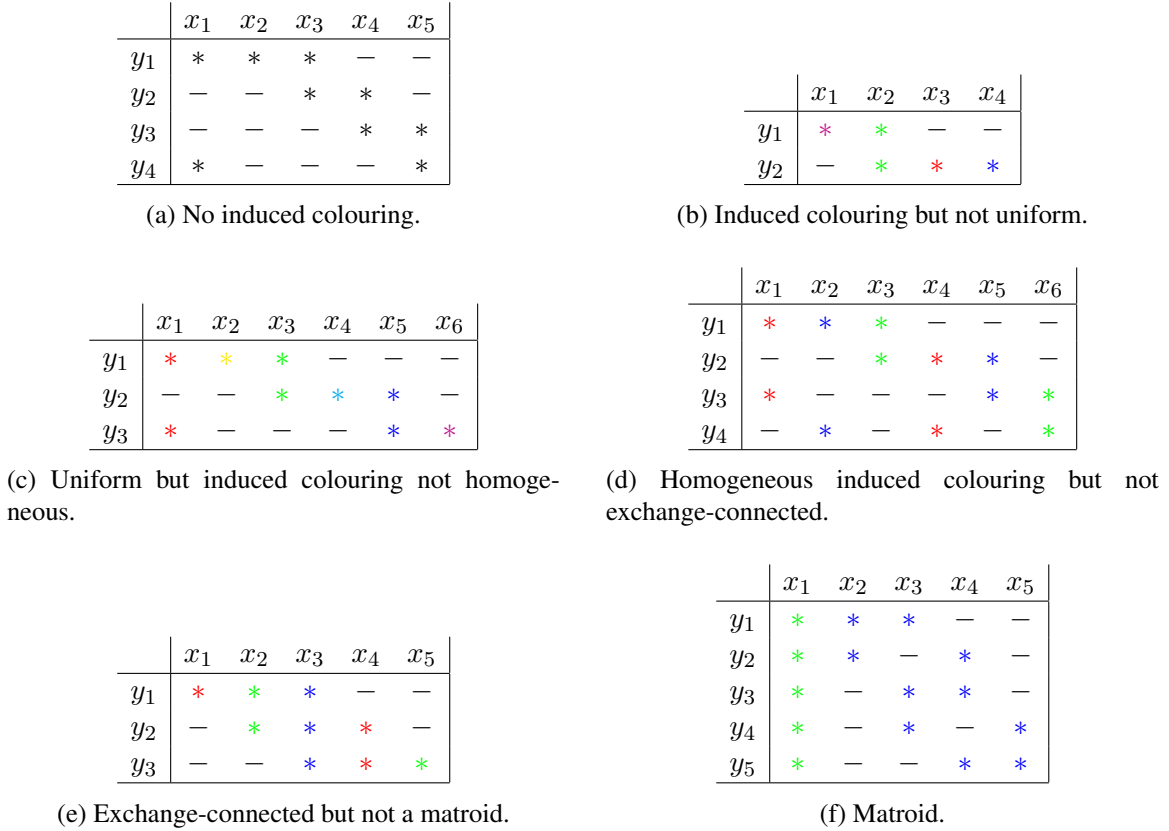 x1 x2 x3 x4 x5
y1 * * * − −
y2 − − * * −
y3 − − − * *
y4 * − − − *
(a) No induced colouring.
x1 x2 x3 x4
y1 * * − −
y2 − * * *
(b) Induced colouring but not uniform.
x1 x2 x3 x4 x5 x6
y1 * * * − − −
y2 − − * * * −
y3 * − − − * *
(c) Uniform but induced colouring not homoge-
neous.
x1 x2 x3 x4 x5 x6
y1 * * * − − −
y2 − − * * * −
y3 * − − − * *
y4 − * − * − *
(d) Homogeneous induced colouring but not
exchange-connected.
x1 x2 x3 x4 x5
y1 * * * − −
y2 − * * * −
y3 − − * * *
(e) Exchange-connected but not a matroid.
x1 x2 x3 x4 x5
y1 * * * − −
y2 * * − * −
y3 * − * * −
y4 * − * − *
y5 * − − * *
(f) Matroid.